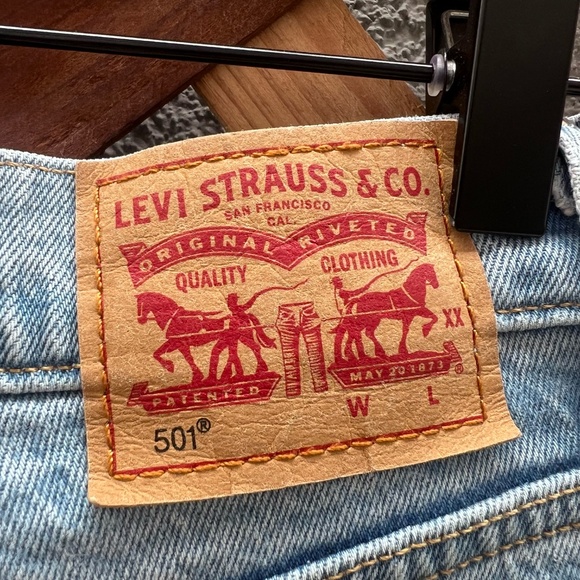 LEVI STRAUSS & CO.
SAN FRANCISCO
CAL.
ORIGINAL RIVETED
QUALITY CLOTHING
XX
PATENTED MAY 20 1873 ®
W L
501®